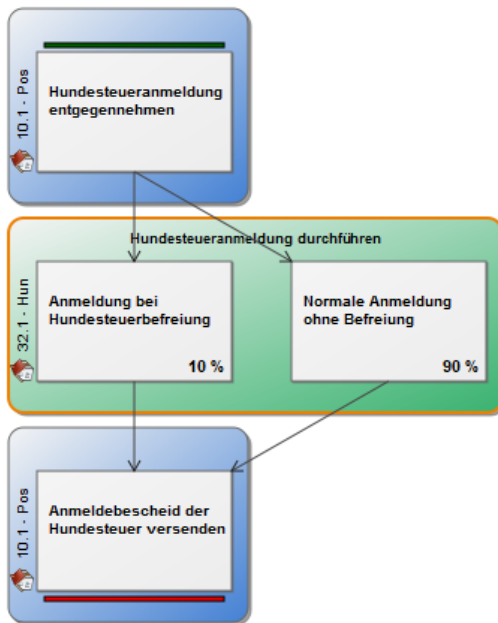 10.1 - Pos
Hundesteueranmeldung
entgegennehmen
32.1 - Hun
Hundesteueranmeldung durchführen
Anmeldung bei
Hundesteuerbefreiung
10 %
Normale Anmeldung
ohne Befreiung
90 %
10.1 - Pos
Anmeldebescheid der
Hundesteuer versenden